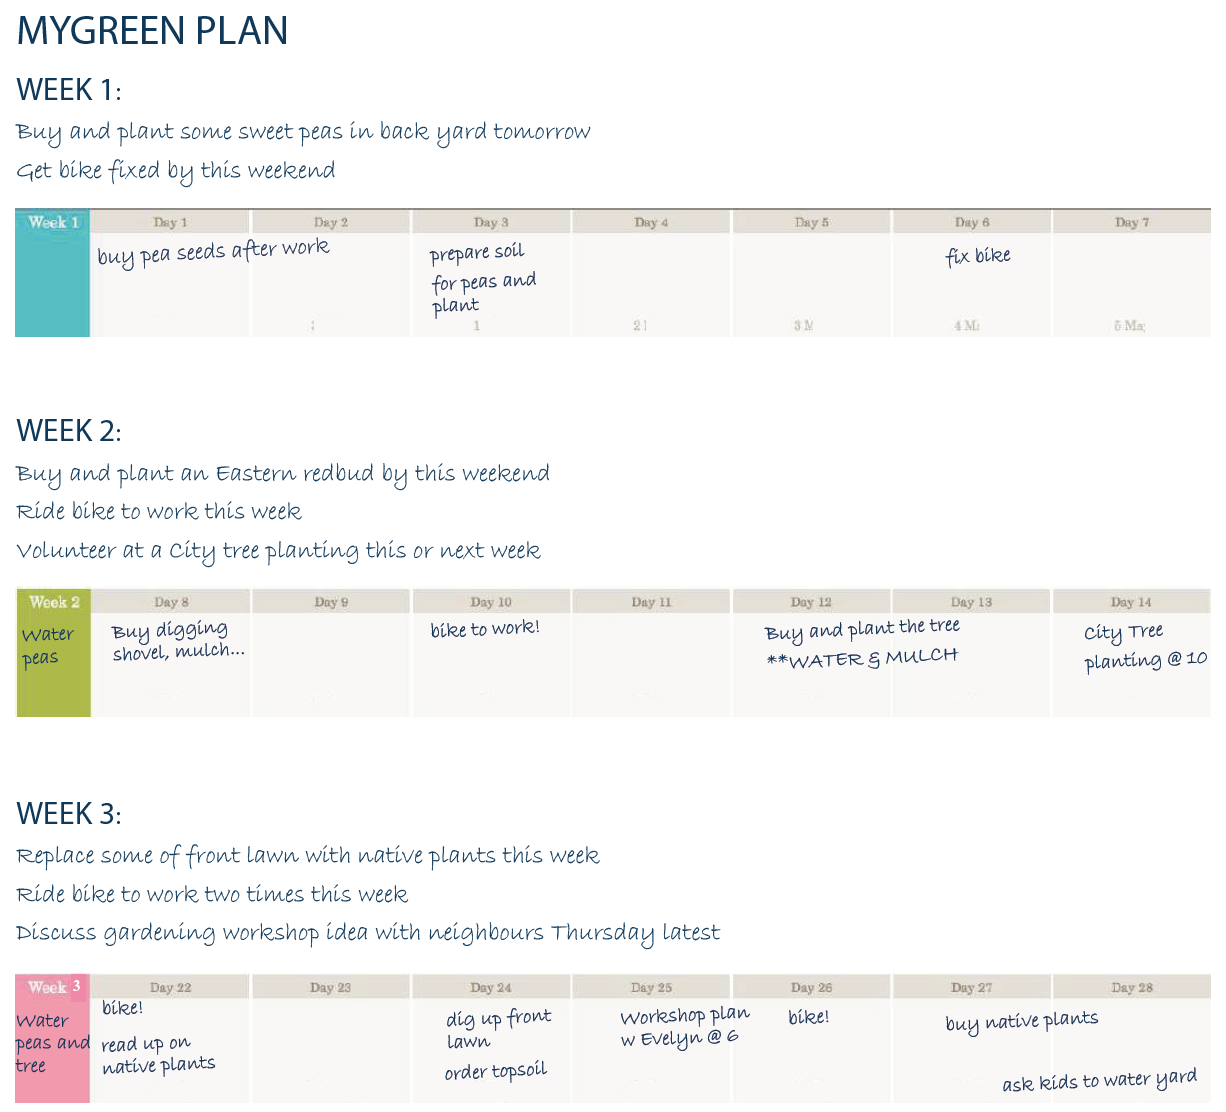 MYGREEN PLAN
WEEK 1:
Buy and plant some sweet peas in back yard tomorrow
Get bike fixed by this weekend
Week 1 Day 1 Day 2 Day 3 Day 4 Day 5 Day 6 Day 7
buy pea seeds after work
prepare soil
for peas and
plant
fix bike
1 2 3 M 4 Ma 5 May
WEEK 2:
Buy and plant an Eastern redbud by this weekend
Ride bike to work this week
Volunteer at a City tree planting this or next week
Week 2 Day 8 Day 9 Day 10 Day 11 Day 12 Day 13 Day 14
Water
peas
Buy digging
shovel, mulch...
bike to work!
Buy and plant the tree
**WATER & MULCH
City Tree
planting @ 10
WEEK 3:
Replace some of front lawn with native plants this week
Ride bike to work two times this week
Discuss gardening workshop idea with neighbours Thursday latest
Week 3 Day 22 Day 23 Day 24 Day 25 Day 26 Day 27 Day 28
Water
peas and
tree
bike!
read up on
native plants
dig up front
lawn
order topsoil
Workshop plan
w Evelyn @ 6
bike!
buy native plants
ask kids to water yard